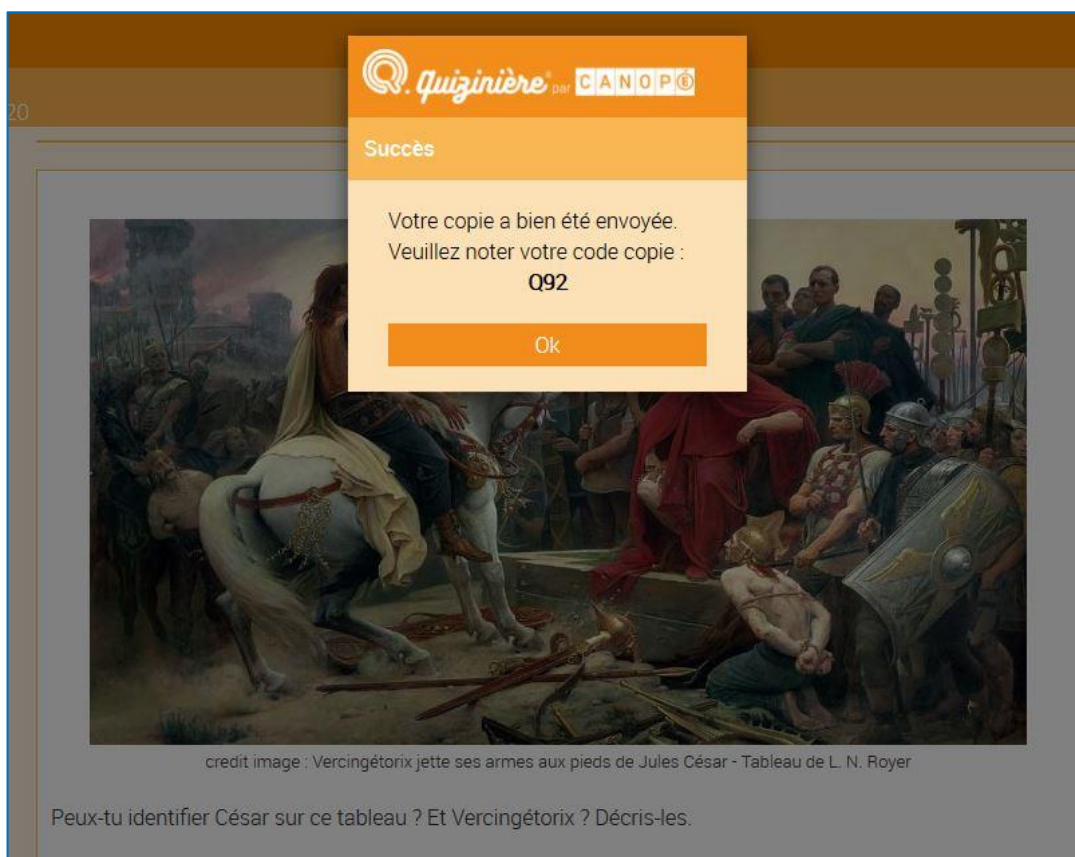 Q. Quizinière® par CANOPÉ
20
Succès
Votre copie a bien été envoyée.
Veuillez noter votre code copie :
Q92
Ok
credit image : Vercingétorix jette ses armes aux pieds de Jules César - Tableau de L. N. Royer
Peux-tu identifier César sur ce tableau ? Et Vercingétorix ? Décris-les.